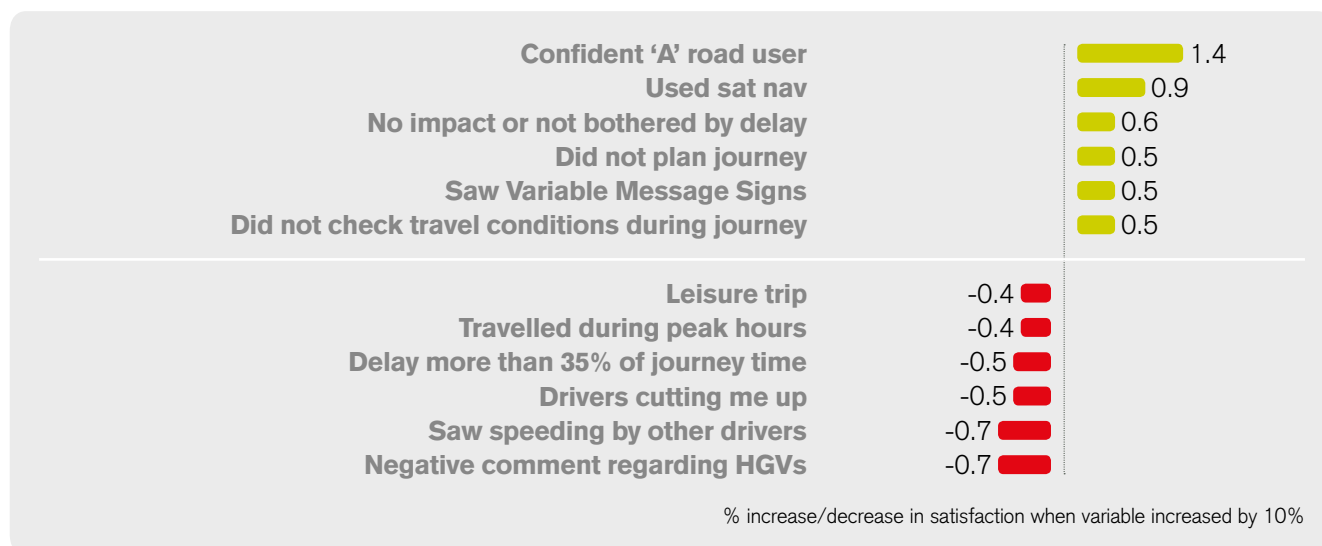 Confident ‘A’ road user 1.4
Used sat nav 0.9
No impact or not bothered by delay 0.6
Did not plan journey 0.5
Saw Variable Message Signs 0.5
Did not check travel conditions during journey 0.5
Leisure trip -0.4
Travelled during peak hours -0.4
Delay more than 35% of journey time -0.5
Drivers cutting me up -0.5
Saw speeding by other drivers -0.7
Negative comment regarding HGVs -0.7
% increase/decrease in satisfaction when variable increased by 10%